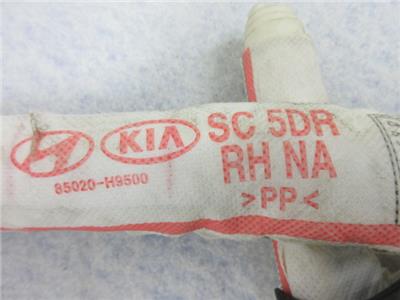 KIA SC 5DR
RH NA
85020-H9500
>PP<